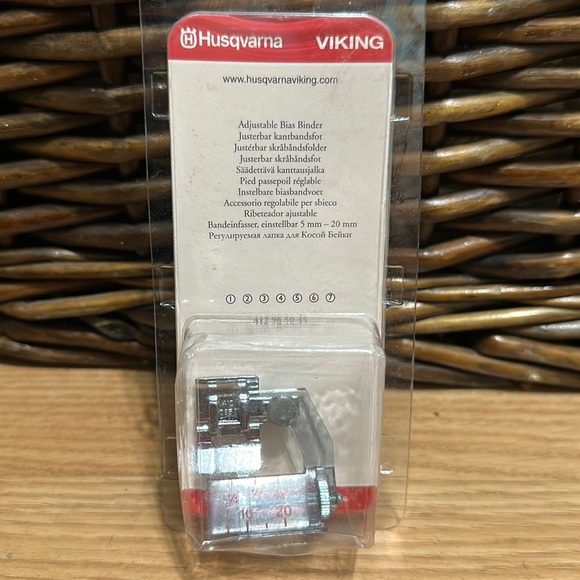 Husqvarna VIKING
www.husqvarnaviking.com
Adjustable Bias Binder
Justerbar kantbandsfot
Justérbar skråbåndsfolder
Justerbar skråbåndsfot
Säädettävä kanttausjalka
Pied passepoil réglable
Instelbare biasbandvoet
Accessorio regolabile per sbieco
Ribeteador ajustable
Bandeinfasser, einstellbar 5 mm – 20 mm
Регулируемая лапка для Косой Бейки
① ② ③ ④ ⑤ ⑥ ⑦
10 20